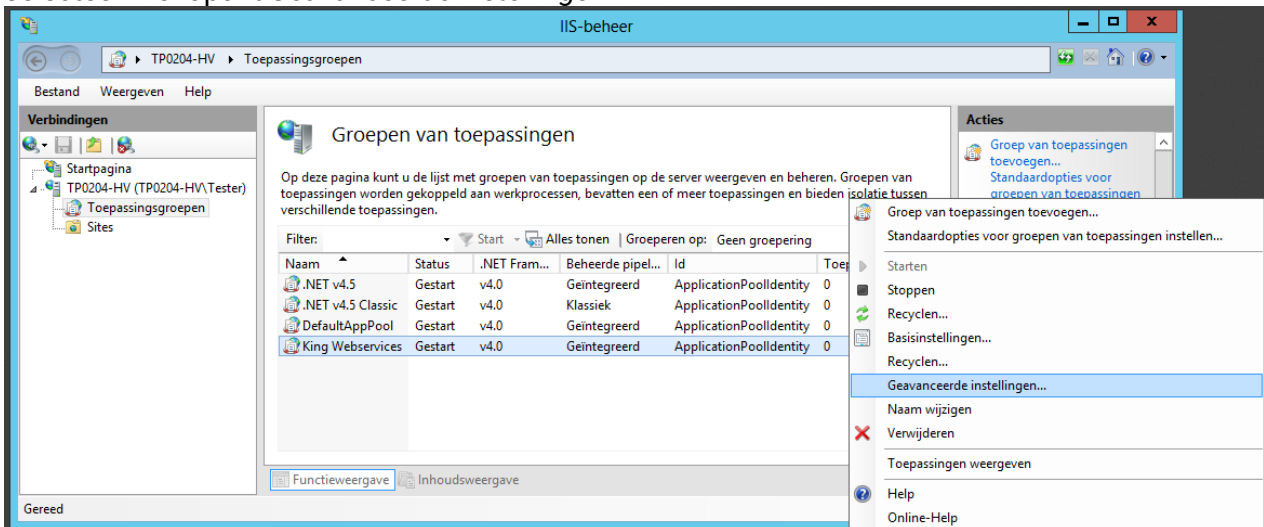 IIS-beheer
TP0204-HV Toepassingsgroepen
Bestand Weergeven Help
Verbindingen
Startpagina
TP0204-HV (TP0204-HV\Tester)
Toepassingsgroepen
Sites
Groepen van toepassingen
Op deze pagina kunt u de lijst met groepen van toepassingen op de server weergeven en beheren. Groepen van
toepassingen worden gekoppeld aan werkprocessen, bevatten een of meer toepassingen en bieden isolatie tussen
verschillende toepassingen.
Filter: Start Alles tonen Groeperen op: Geen groepering
Naam Status .NET Fram... Beheerde pipel... Id Toep
.NET v4.5 Gestart v4.0 Geïntegreerd ApplicationPoolIdentity 0
.NET v4.5 Classic Gestart v4.0 Klassiek ApplicationPoolIdentity 0
DefaultAppPool Gestart v4.0 Geïntegreerd ApplicationPoolIdentity 0
King Webservices Gestart v4.0 Geïntegreerd ApplicationPoolIdentity 0
Functieweergave Inhoudsweergave
Gereed
Acties
Groep van toepassingen
toevoegen...
Standaardopties voor
groepen van toepassingen
Groep van toepassingen toevoegen...
Standaardopties voor groepen van toepassingen instellen...
Starten
Stoppen
Recyclen...
Basisinstellingen...
Recyclen...
Geavanceerde instellingen...
Naam wijzigen
Verwijderen
Toepassingen weergeven
Help
Online-Help